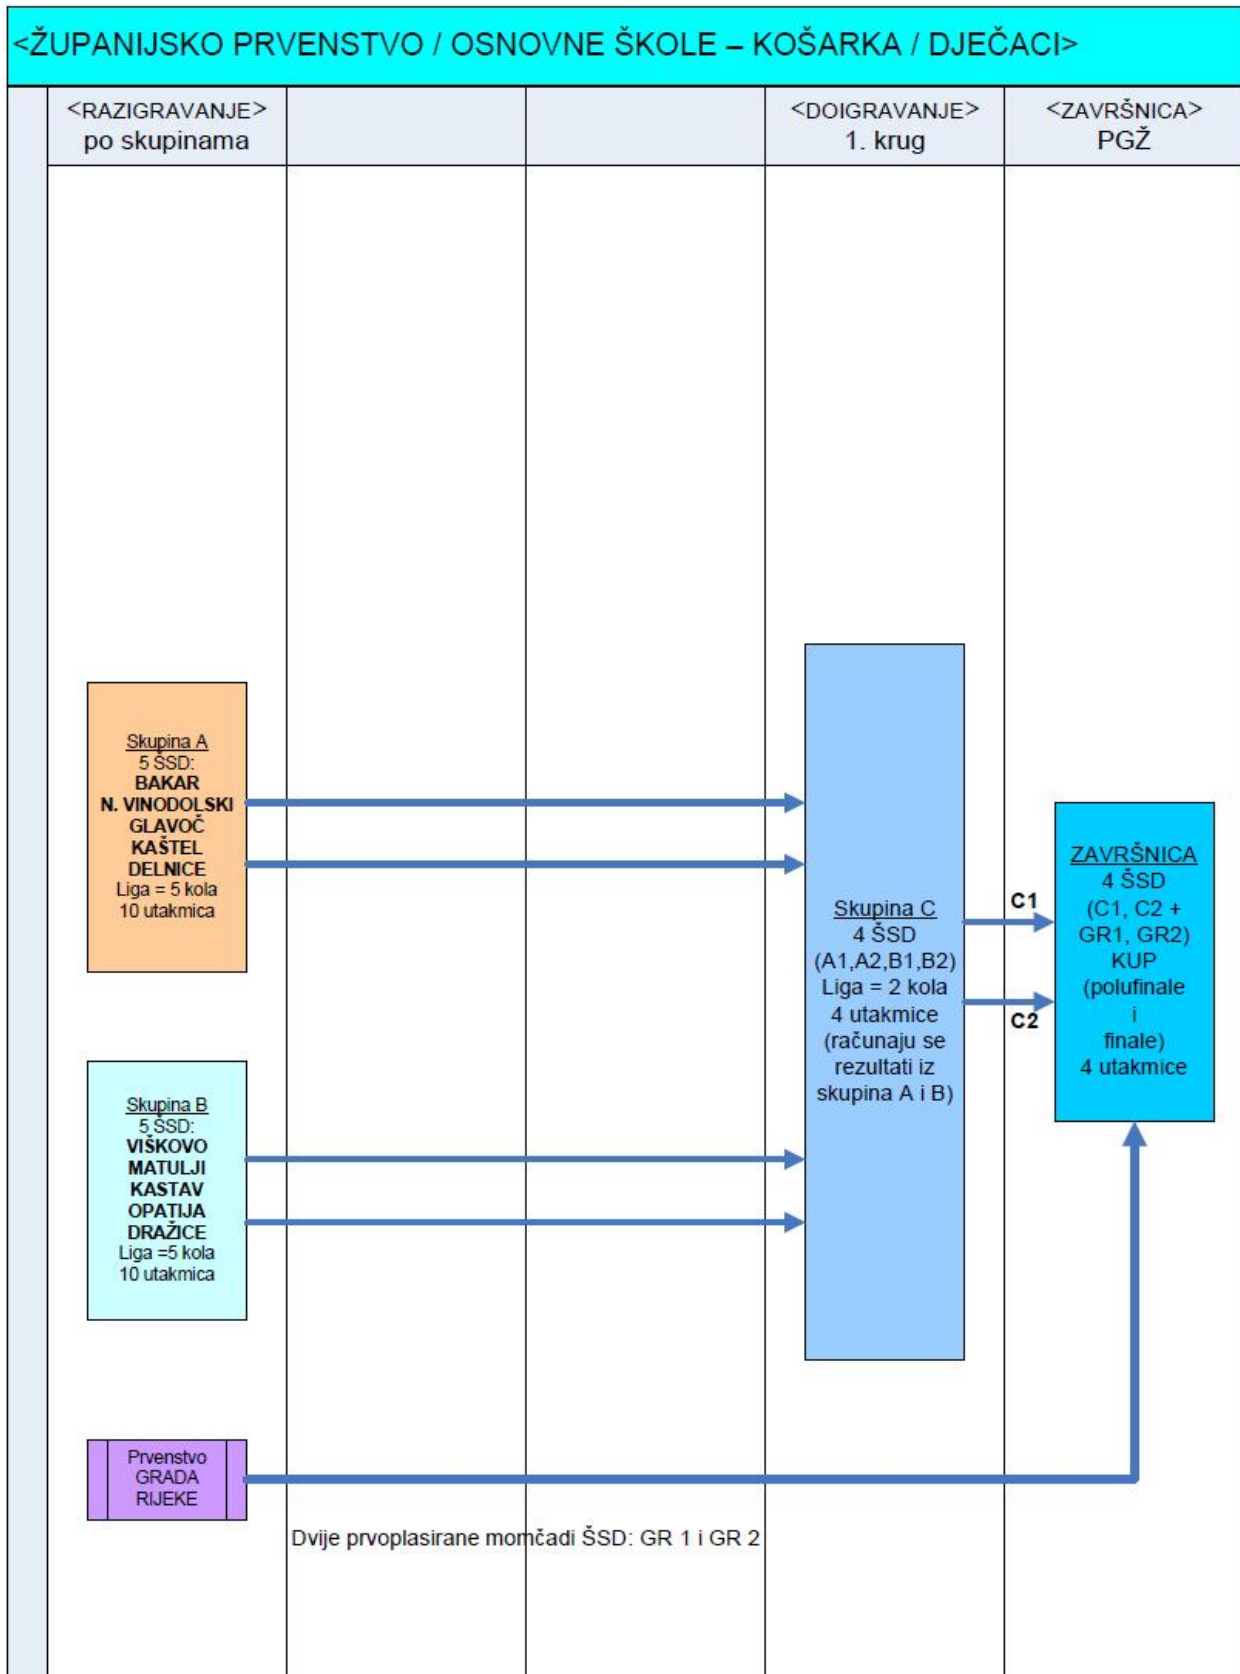 <ŽUPANIJSKO PRVENSTVO / OSNOVNE ŠKOLE – KOŠARKA / DJEČACI>
<RAZIGRAVANJE>
po skupinama
<DOIGRAVANJE>
1. krug
<ZAVRŠNICA>
PGŽ
Skupina A
5 ŠSD:
BAKAR
N. VINODOLSKI
GLAVOČ
KAŠTEL
DELNICE
Liga = 5 kola
10 utakmica
Skupina B
5 ŠSD:
VIŠKOVO
MATULJI
KASTAV
OPATIJA
DRAŽICE
Liga =5 kola
10 utakmica
Prvenstvo
GRADA
RIJEKE
Dvije prvoplasirane momčadi ŠSD: GR 1 i GR 2
Skupina C
4 ŠSD
(A1,A2,B1,B2)
Liga = 2 kola
4 utakmice
(računaju se
rezultati iz
skupina A i B)
C1
C2
ZAVRŠNICA
4 ŠSD
(C1, C2 +
GR1, GR2)
KUP
(polufinale
i
finale)
4 utakmice